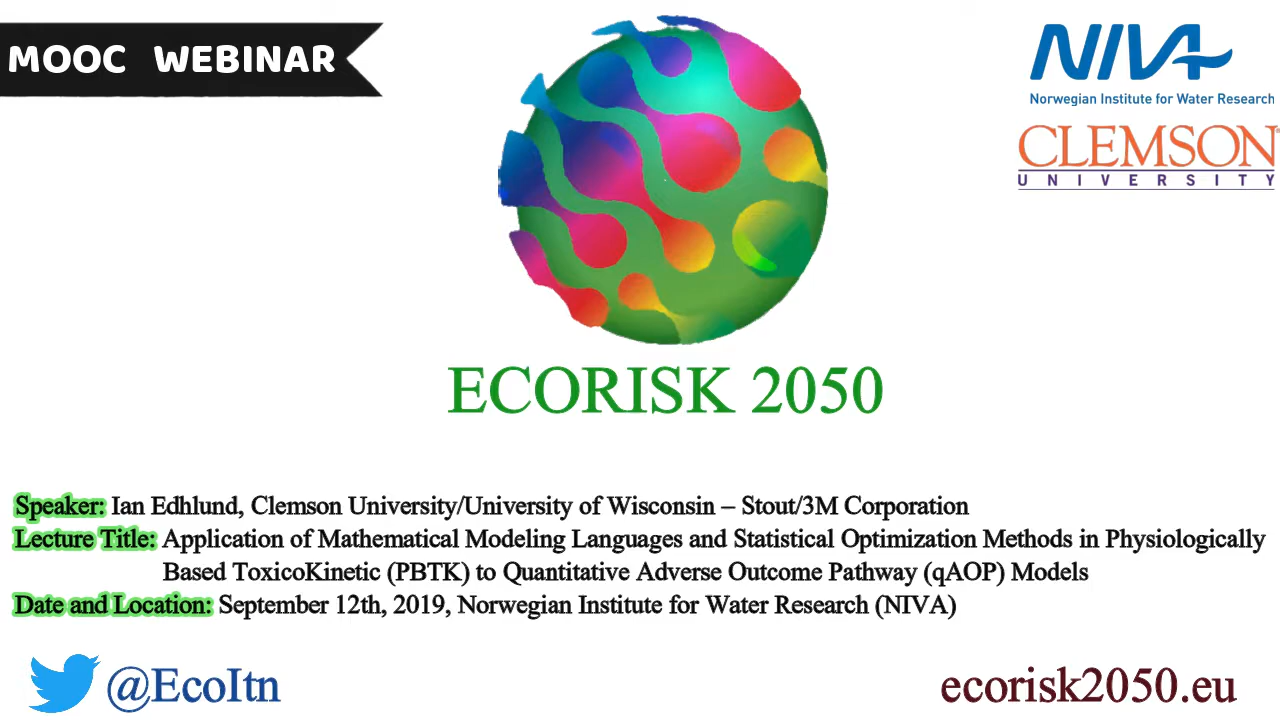 MOOC WEBINAR
NIVA
Norwegian Institute for Water Research
CLEMSON
UNIVERSITY
ECORISK 2050
Speaker: Ian Edhlund, Clemson University/University of Wisconsin – Stout/3M Corporation
Lecture Title: Application of Mathematical Modeling Languages and Statistical Optimization Methods in Physiologically
Based ToxicoKinetic (PBTK) to Quantitative Adverse Outcome Pathway (qAOP) Models
Date and Location: September 12th, 2019, Norwegian Institute for Water Research (NIVA)
@EcoItn
ecorisk2050.eu